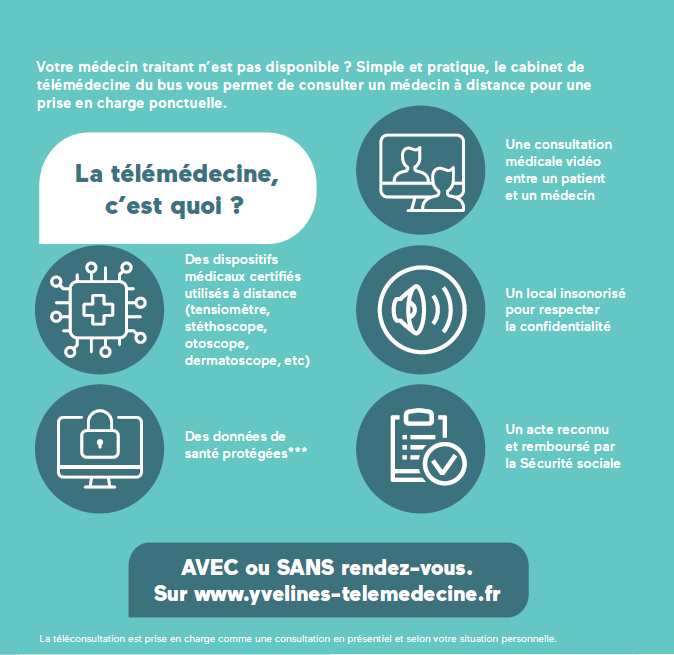 Votre médecin traitant n'est pas disponible ? Simple et pratique, le cabinet de
télémédecine du bus vous permet de consulter un médecin à distance pour une
prise en charge ponctuelle.
La télémédecine,
c'est quoi ?
Une consultation
médicale vidéo
entre un patient
et un médecin
Des dispositifs
médicaux certifiés
utilisés à distance
(tensiomètre,
stéthoscope,
otoscope,
dermatoscope, etc)
Un local insonorisé
pour respecter
la confidentialité
Des données de
santé protégées***
Un acte reconnu
et remboursé par
la Sécurité sociale
AVEC ou SANS rendez-vous.
Sur www.yvelines-telemedecine.fr
La téléconsultation est prise en charge comme une consultation en présentiel et selon votre situation personnelle.